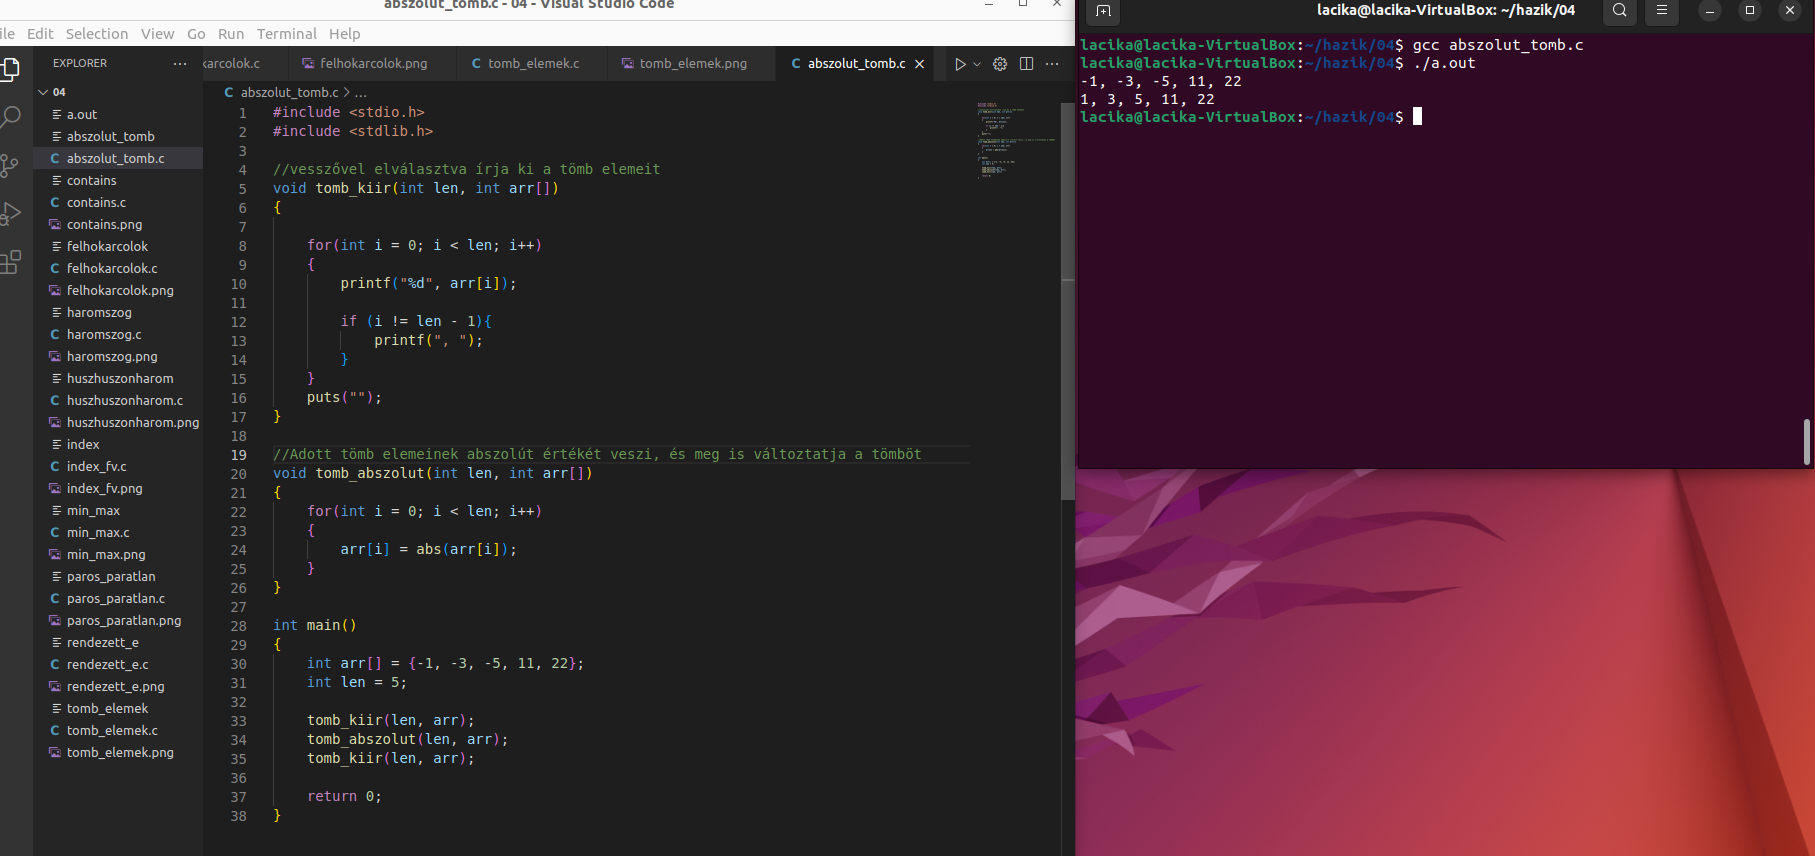 abszolut_tomb.c - 04 - Visual Studio Code
ile Edit Selection View Go Run Terminal Help
EXPLORER
04
a.out
abszolut_tomb
abszolut_tomb.c
contains
contains.c
contains.png
felhokarcolok
felhokarcolok.c
felhokarcolok.png
haromszog
haromszog.c
haromszog.png
huszhuszonharom
huszhuszonharom.c
huszhuszonharom.png
index
index_fv.c
index_fv.png
min_max
min_max.c
min_max.png
paros_paratlan
paros_paratlan.c
paros_paratlan.png
rendezett_e
rendezett_e.c
rendezett_e.png
tomb_elemek
tomb_elemek.c
tomb_elemek.png
karcolok.c felhokarcolok.png C tomb_elemek.c tomb_elemek.png C abszolut_tomb.c
C abszolut_tomb.c > ...
1 #include <stdio.h>
2 #include <stdlib.h>
3
4 //vesszővel elválasztva írja ki a tömb elemeit
5 void tomb_kiir(int len, int arr[])
6 {
7
8 for(int i = 0; i < len; i++)
9 {
10 printf("%d", arr[i]);
11
12 if (i != len - 1){
13 printf(", ");
14 }
15 }
16 puts("");
17 }
18
19 //Adott tömb elemeinek abszolút értékét veszi, és meg is változtatja a tömböt
20 void tomb_abszolut(int len, int arr[])
21 {
22 for(int i = 0; i < len; i++)
23 {
24 arr[i] = abs(arr[i]);
25 }
26 }
27
28 int main()
29 {
30 int arr[] = {-1, -3, -5, 11, 22};
31 int len = 5;
32
33 tomb_kiir(len, arr);
34 tomb_abszolut(len, arr);
35 tomb_kiir(len, arr);
36
37 return 0;
38 }
lacika@lacika-VirtualBox: ~/hazik/04
lacika@lacika-VirtualBox:~/hazik/04$ gcc abszolut_tomb.c
lacika@lacika-VirtualBox:~/hazik/04$ ./a.out
-1, -3, -5, 11, 22
1, 3, 5, 11, 22
lacika@lacika-VirtualBox:~/hazik/04$